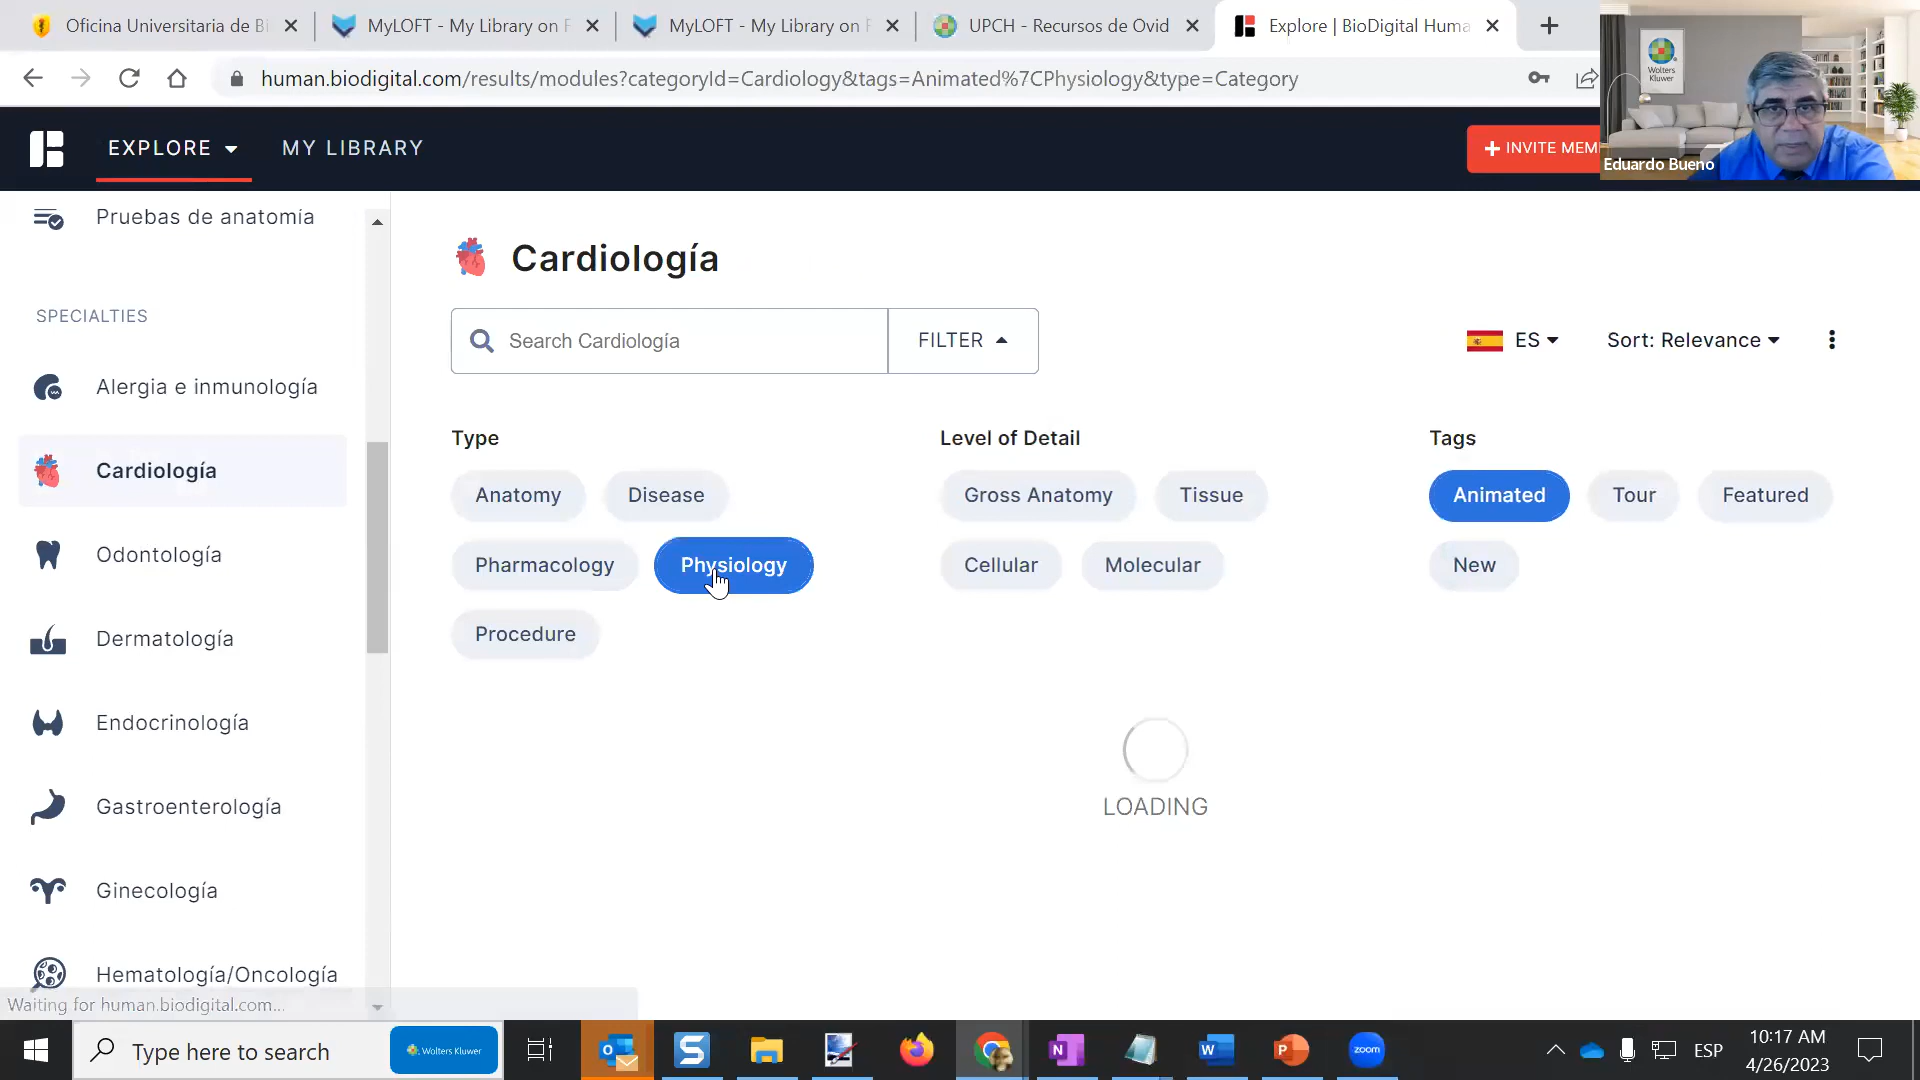 Oficina Universitaria de Bi
MyLOFT - My Library on F
MyLOFT - My Library on F
UPCH - Recursos de Ovid
Explore | BioDigital Huma
human.biodigital.com/results/modules?categoryId=Cardiology&tags=Animated%7CPhysiology&type=Category
EXPLORE
MY LIBRARY
+ INVITE MEM
Wolters Kluwer
Eduardo Bueno
Pruebas de anatomía
SPECIALTIES
Alergia e inmunología
Cardiología
Odontología
Dermatología
Endocrinología
Gastroenterología
Ginecología
Hematología/Oncología
Waiting for human.biodigital.com...
Cardiología
Search Cardiología
FILTER
ES
Sort: Relevance
Type
Anatomy
Disease
Pharmacology
Physiology
Procedure
Level of Detail
Gross Anatomy
Tissue
Cellular
Molecular
Tags
Animated
Tour
Featured
New
LOADING
Type here to search
Wolters Kluwer
zoom
ESP
10:17 AM
4/26/2023